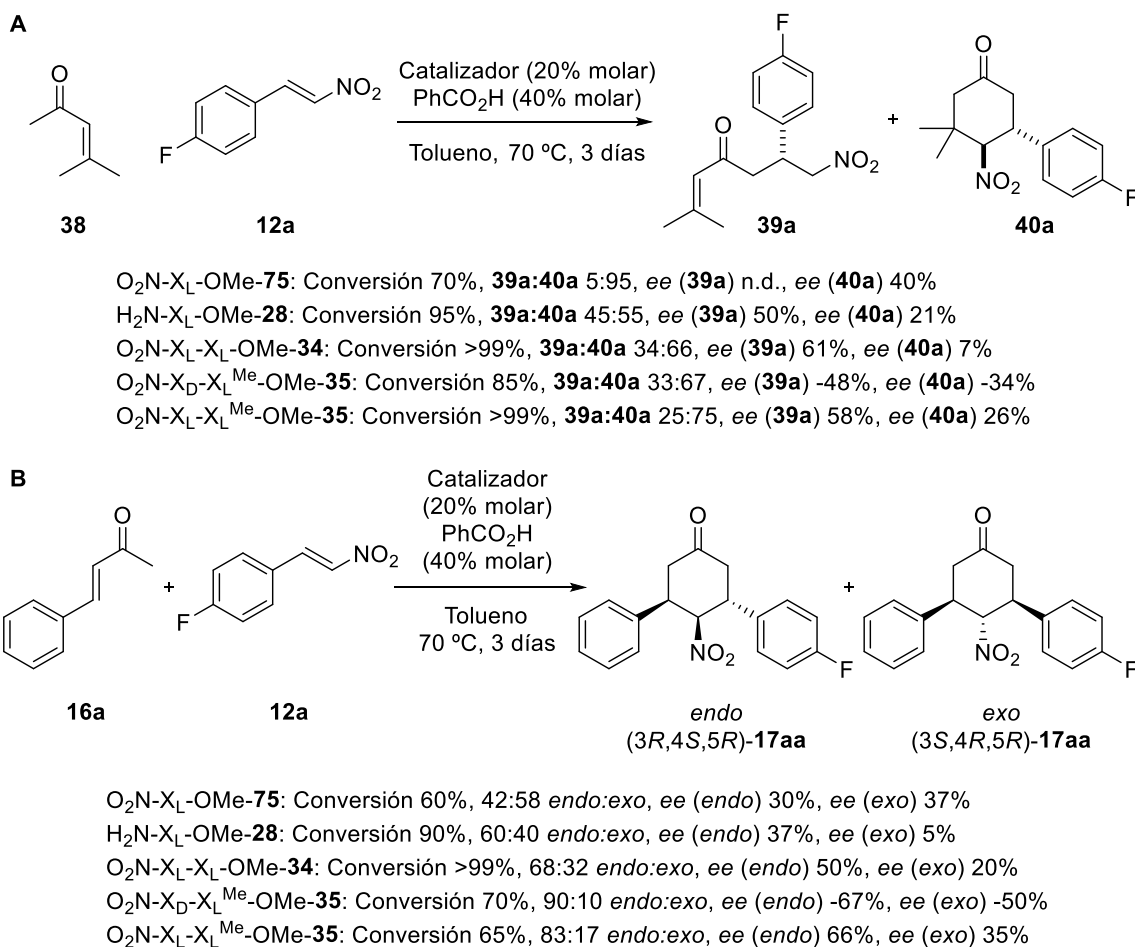 A
O
38
F
NO2
12a
Catalizador (20% molar)
PhCO2H (40% molar)
Tolueno, 70 ºC, 3 días
F
O
NO2
39a
+
O
NO2
F
40a
O2N-XL-OMe-75: Conversión 70%, 39a:40a 5:95, ee (39a) n.d., ee (40a) 40%
H2N-XL-OMe-28: Conversión 95%, 39a:40a 45:55, ee (39a) 50%, ee (40a) 21%
O2N-XL-XL-OMe-34: Conversión >99%, 39a:40a 34:66, ee (39a) 61%, ee (40a) 7%
O2N-XD-XLMe-OMe-35: Conversión 85%, 39a:40a 33:67, ee (39a) -48%, ee (40a) -34%
O2N-XL-XLMe-OMe-35: Conversión >99%, 39a:40a 25:75, ee (39a) 58%, ee (40a) 26%
B
O
16a
+
F
NO2
12a
Catalizador
(20% molar)
PhCO2H
(40% molar)
Tolueno
70 ºC, 3 días
O
NO2
F
endo
(3R,4S,5R)-17aa
+
O
NO2
F
exo
(3S,4R,5R)-17aa
O2N-XL-OMe-75: Conversión 60%, 42:58 endo:exo, ee (endo) 30%, ee (exo) 37%
H2N-XL-OMe-28: Conversión 90%, 60:40 endo:exo, ee (endo) 37%, ee (exo) 5%
O2N-XL-XL-OMe-34: Conversión >99%, 68:32 endo:exo, ee (endo) 50%, ee (exo) 20%
O2N-XD-XLMe-OMe-35: Conversión 70%, 90:10 endo:exo, ee (endo) -67%, ee (exo) -50%
O2N-XL-XLMe-OMe-35: Conversión 65%, 83:17 endo:exo, ee (endo) 66%, ee (exo) 35%